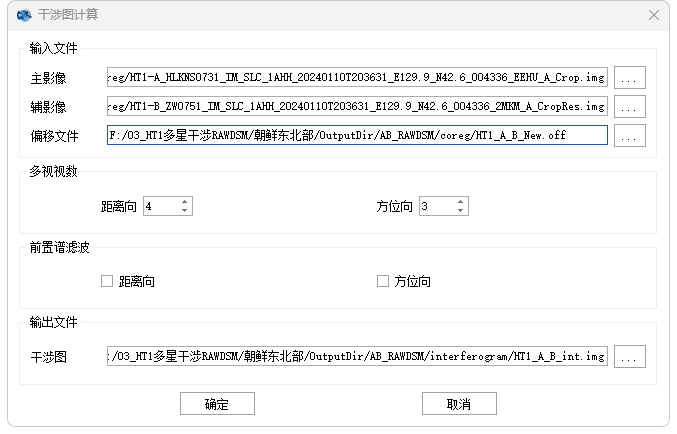 干涉图计算
输入文件
主影像 reg/HT1-A_HLKNS0731_IM_SLC_1AHH_20240110T203631_E129.9_N42.6_004336_EEHU_A_Crop.img ...
辅影像 reg/HT1-B_ZW0751_IM_SLC_1AHH_20240110T203631_E129.9_N42.6_004336_2MKM_A_CropRes.img ...
偏移文件 F:/03_HT1多星干涉RAWDSM/朝鲜东北部/OutputDir/AB_RAWDSM/coreg/HT1_A_B_New.off ...
多视视数
距离向 4 方位向 3
前置谱滤波
距离向 方位向
输出文件
干涉图 :/03_HT1多星干涉RAWDSM/朝鲜东北部/OutputDir/AB_RAWDSM/interferogram/HT1_A_B_int.img ...
确定 取消